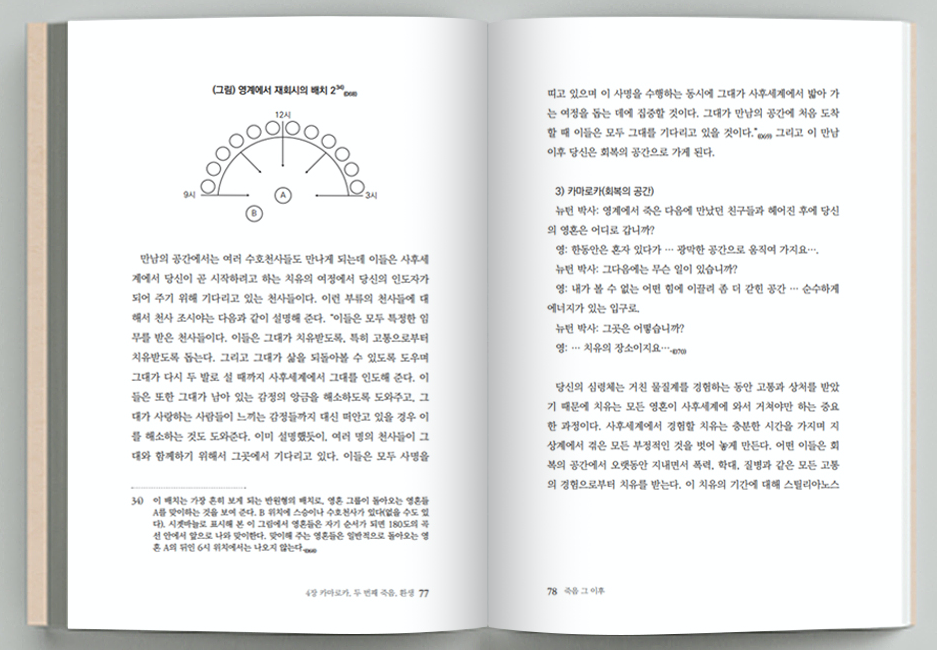 (그림) 영계에서 재회시의 배치 2 34) (068)
12시
9시
3시
A
B
만남의 공간에서는 여러 수호천사들도 만나게 되는데 이들은 사후세
계에서 당신이 곧 시작하려고 하는 치유의 여정에서 당신의 인도자가
되어 주기 위해 기다리고 있는 천사들이다. 이런 부류의 천사들에 대
해서 천사 조시야는 다음과 같이 설명해 준다. “이들은 모두 특정한 임
무를 받은 천사들이다. 이들은 그대가 치유받도록, 특히 고통으로부터
치유받도록 돕는다. 그리고 그대가 삶을 되돌아볼 수 있도록 도우며
그대가 다시 두 발로 설 때까지 사후세계에서 그대를 인도해 준다. 이
들은 또한 그대가 남아 있는 감정의 앙금을 해소하도록 도와주고, 그
대가 사랑하는 사람들이 느끼는 감정들까지 대신 떠안고 있을 경우 이
를 해소하는 것도 도와준다. 이미 설명했듯이, 여러 명의 천사들이 그
대와 함께하기 위해서 그곳에서 기다리고 있다. 이들은 모두 사명을
34) 이 배치는 가장 흔히 보게 되는 반원형의 배치로, 영혼 그룹이 돌아오는 영혼들
A를 맞이하는 것을 보여 준다. B 위치에 스승이나 수호천사가 있다(없을 수도 있
다). 시곗바늘로 표시해 본 이 그림에서 영혼들은 자기 순서가 되면 180도의 곡
선 안에서 앞으로 나와 맞이한다. 맞이해 주는 영혼들은 일반적으로 돌아오는 영
혼 A의 뒤인 6시 위치에서는 나오지 않는다.
4장 카마로카, 두 번째 죽음, 환생 77
띠고 있으며 이 사명을 수행하는 동시에 그대가 사후세계에서 밟아 가
는 여정을 돕는 데에 집중할 것이다. 그대가 만남의 공간에 처음 도착
할 때 이들은 모두 그대를 기다리고 있을 것이다.”(069) 그리고 이 만남
이후 당신은 회복의 공간으로 가게 된다.
3) 카마로카(회복의 공간)
뉴턴 박사: 영계에서 죽은 다음에 만났던 친구들과 헤어진 후에 당신
의 영혼은 어디로 갑니까?
영: 한동안은 혼자 있다가 … 광막한 공간으로 움직여 가지요….
뉴턴 박사: 그다음에는 무슨 일이 있습니까?
영: 내가 볼 수 없는 어떤 힘에 이끌려 좀 더 갇힌 공간 … 순수하게
에너지가 있는 입구로.
뉴턴 박사: 그곳은 어떻습니까?
영: … 치유의 장소이지요….(070)
당신의 심령체는 거친 물질계를 경험하는 동안 고통과 상처를 받았
기 때문에 치유는 모든 영혼이 사후세계에 와서 거쳐야만 하는 중요
한 과정이다. 사후세계에서 경험할 치유는 충분한 시간을 가지며 지
상계에서 겪은 모든 부정적인 것을 벗어 놓게 만든다. 어떤 이들은 회
복의 공간에서 오랫동안 지내면서 폭력, 학대, 질병과 같은 모든 고통
의 경험으로부터 치유를 받는다. 이 치유의 기간에 대해 스틸리아노스
78 죽음 그 이후